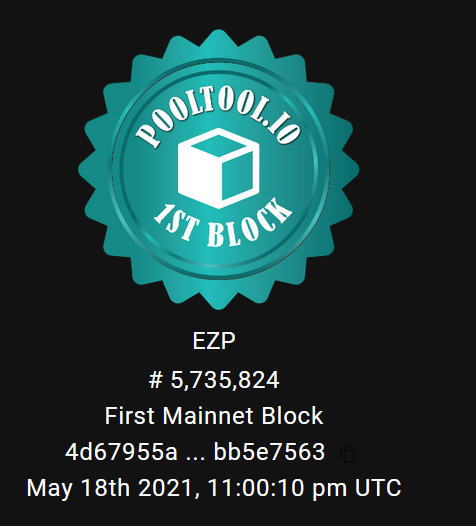 POOLTOOL.IO
1ST BLOCK
EZP
# 5,735,824
First Mainnet Block
4d67955a ... bb5e7563
May 18th 2021, 11:00:10 pm UTC